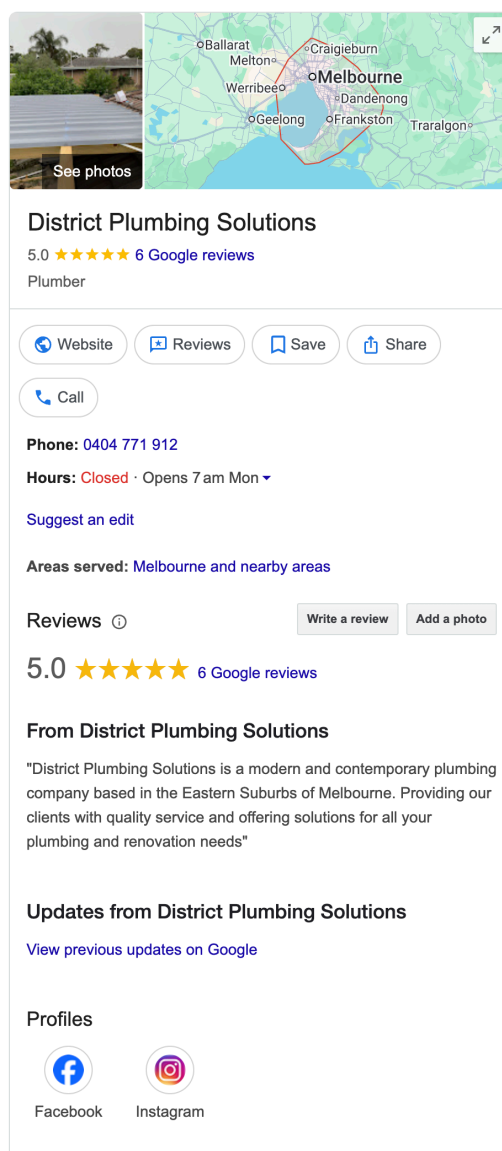 Ballarat
Craigieburn
Melton
Melbourne
Werribee
Dandenong
Geelong
Frankston
Traralgon
See photos
District Plumbing Solutions
5.0 6 Google reviews
Plumber
Website Reviews Save Share
Call
Phone: 0404 771 912
Hours: Closed · Opens 7 am Mon
Suggest an edit
Areas served: Melbourne and nearby areas
Reviews Write a review Add a photo
5.0 6 Google reviews
From District Plumbing Solutions
"District Plumbing Solutions is a modern and contemporary plumbing
company based in the Eastern Suburbs of Melbourne. Providing our
clients with quality service and offering solutions for all your
plumbing and renovation needs"
Updates from District Plumbing Solutions
View previous updates on Google
Profiles
Facebook Instagram